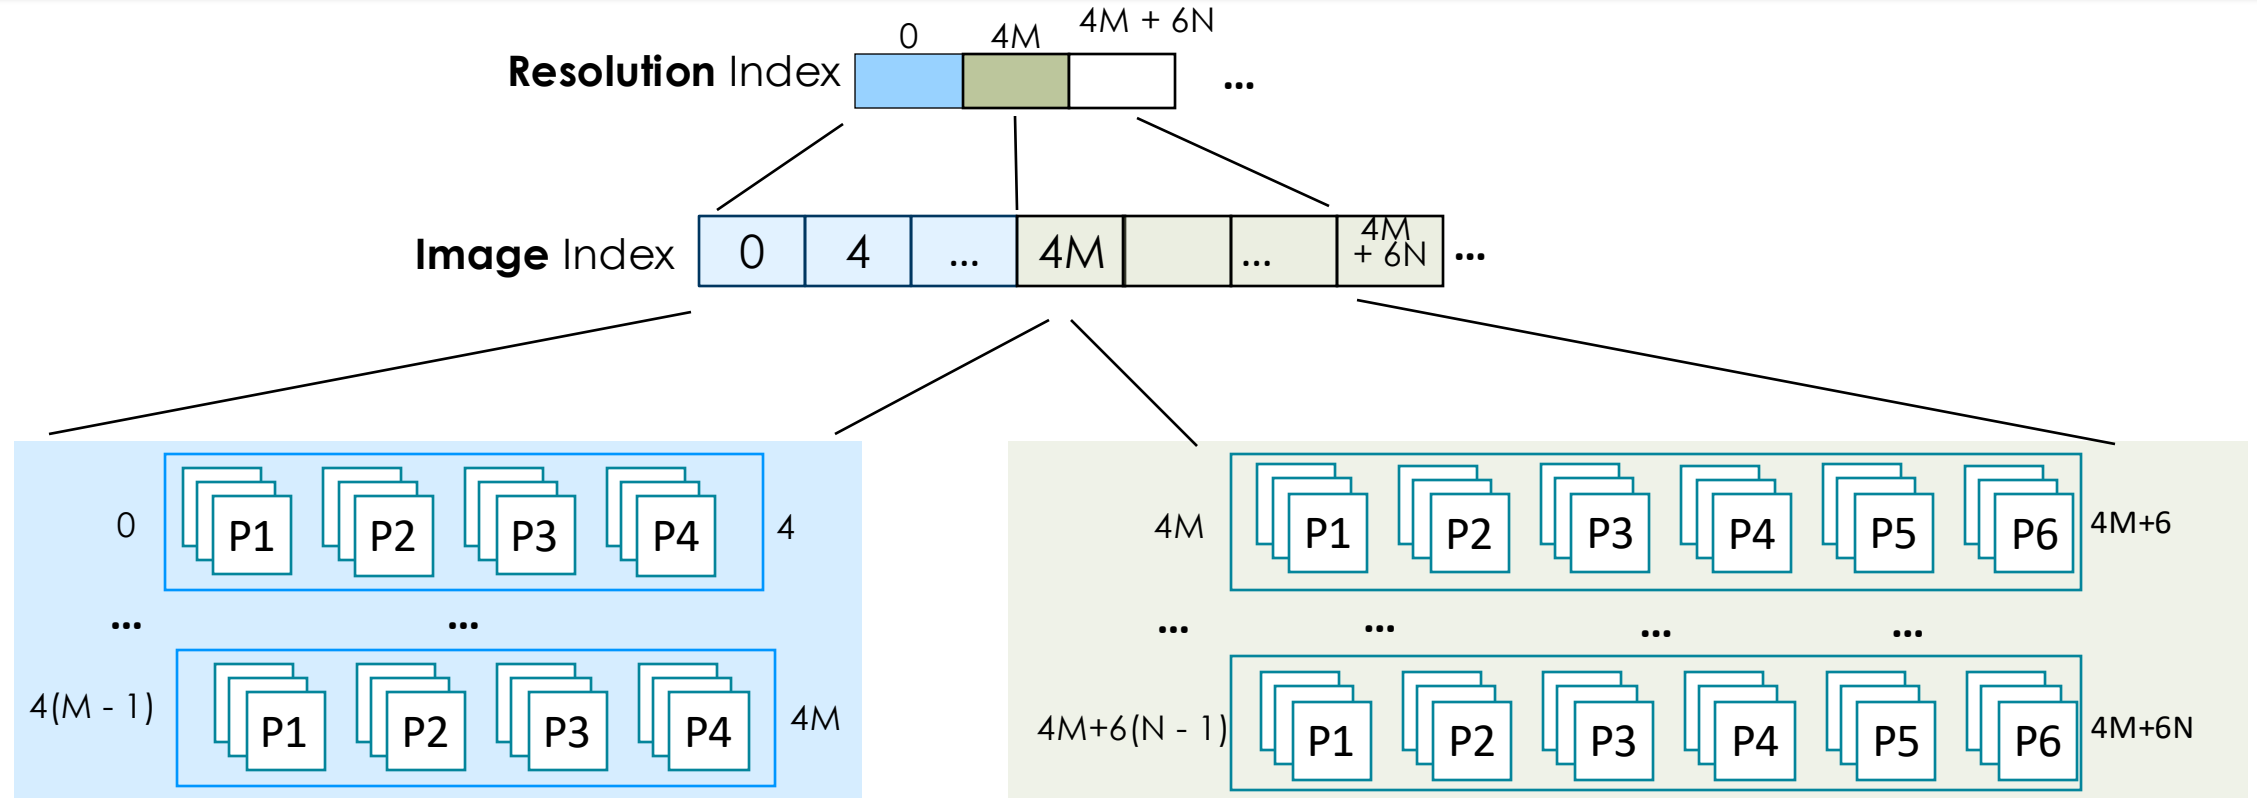 0 4M 4M + 6N
Resolution Index ...
Image Index 0 4 ... 4M ... 4M + 6N ...
0 P1 P2 P3 P4 4
... ...
4(M - 1) P1 P2 P3 P4 4M
4M P1 P2 P3 P4 P5 P6 4M+6
... ... ... ...
4M+6(N - 1) P1 P2 P3 P4 P5 P6 4M+6N